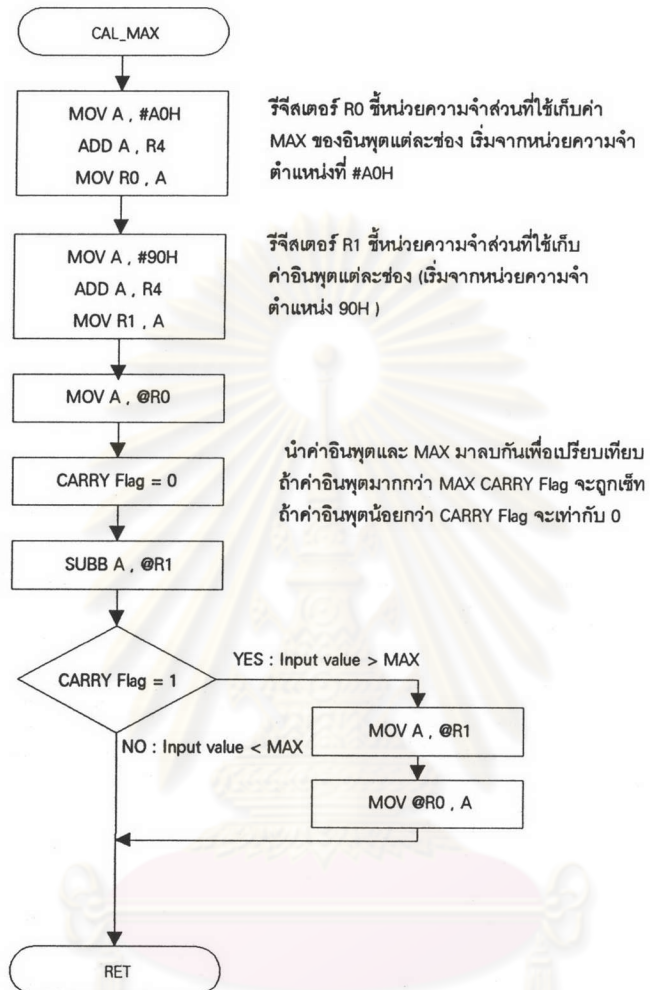 CAL_MAX
MOV A , #A0H
ADD A , R4
MOV R0 , A
รีจีสเตอร์ R0 ชี้หน่วยความจำส่วนที่ใช้เก็บค่า
MAX ของอินพุตแต่ละช่อง เริ่มจากหน่วยความจำ
ตำแหน่งที่ #A0H
MOV A , #90H
ADD A , R4
MOV R1 , A
รีจีสเตอร์ R1 ชี้หน่วยความจำส่วนที่ใช้เก็บ
ค่าอินพุตแต่ละช่อง (เริ่มจากหน่วยความจำ
ตำแหน่ง 90H )
MOV A , @R0
CARRY Flag = 0
นำค่าอินพุตและ MAX มาลบกันเพื่อเปรียบเทียบ
ถ้าค่าอินพุตมากกว่า MAX CARRY Flag จะถูกเซ็ท
ถ้าค่าอินพุตน้อยกว่า CARRY Flag จะเท่ากับ 0
SUBB A , @R1
CARRY Flag = 1
YES : Input value > MAX
MOV A , @R1
NO : Input value < MAX
MOV @R0 , A
RET